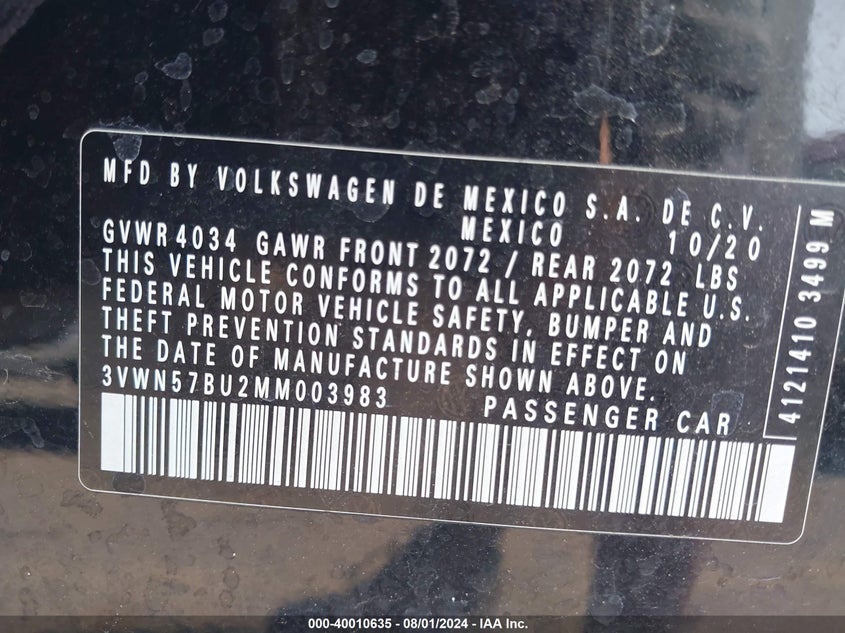 MFD BY VOLKSWAGEN DE MEXICO S.A. DE C.V.
MEXICO 10/20
GVWR 4034 GAWR FRONT 2072 / REAR 2072 LBS
THIS VEHICLE CONFORMS TO ALL APPLICABLE U.S.
FEDERAL MOTOR VEHICLE SAFETY, BUMPER AND
THEFT PREVENTION STANDARDS IN EFFECT ON
THE DATE OF MANUFACTURE SHOWN ABOVE.
3VWN57BU2MM003983 PASSENGER CAR
4121410 3499 M
000-40010635 - 08/01/2024 - IAA Inc.